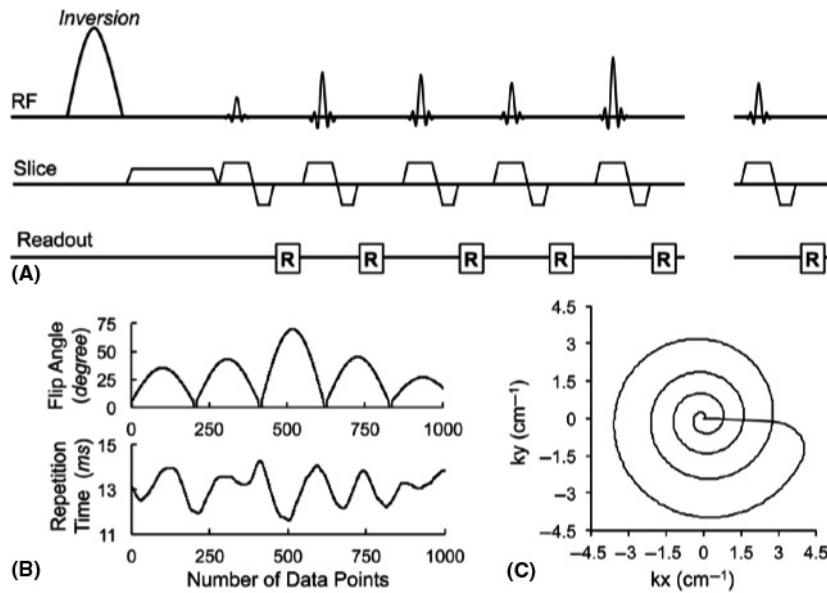 Inversion
RF
Slice
Readout
R R R R R R
(A)
Flip Angle
(degree)
75
50
25
0
0 250 500 750 1000
Repetition
Time (ms)
15
13
11
0 250 500 750 1000
Number of Data Points
(B)
4.5
3
1.5
0
−1.5
−3
−4.5
ky (cm−1)
−4.5 −3 −1.5 0 1.5 3 4.5
kx (cm−1)
(C)